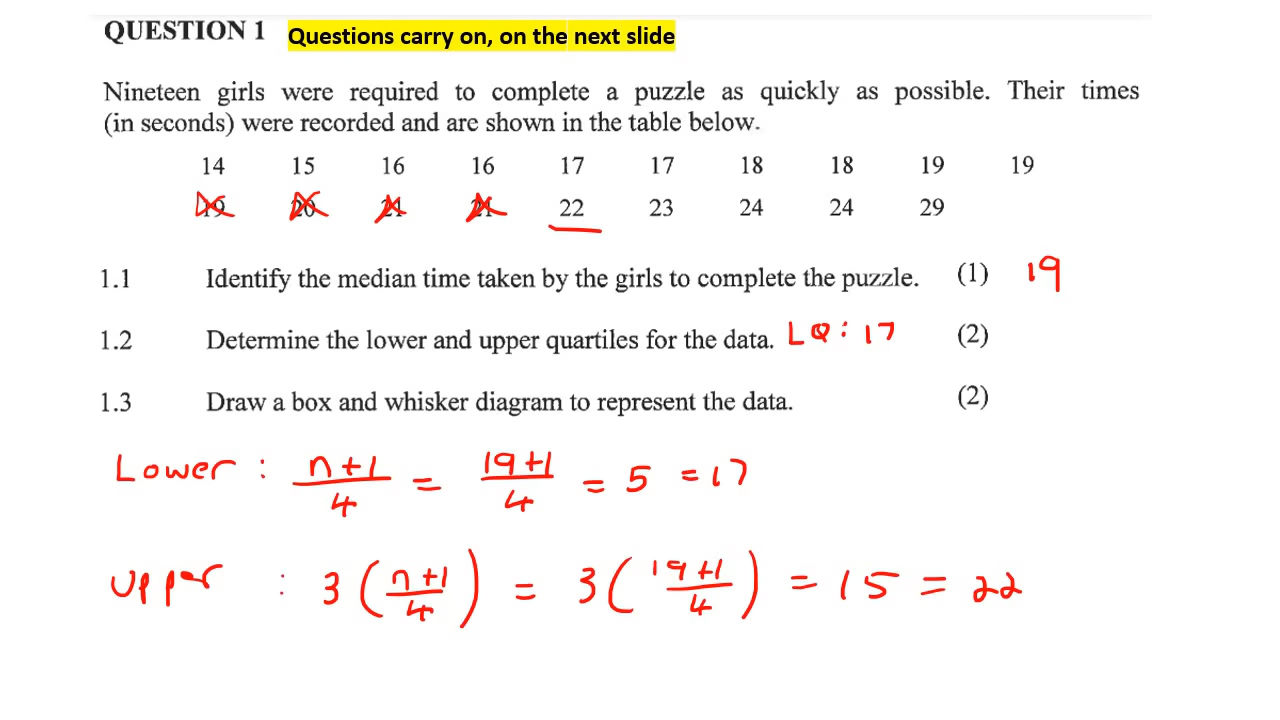 QUESTION 1 Questions carry on, on the next slide
Nineteen girls were required to complete a puzzle as quickly as possible. Their times
(in seconds) were recorded and are shown in the table below.
14 15 16 16 17 17 18 18 19 19
19 20 21 21 22 23 24 24 29
1.1 Identify the median time taken by the girls to complete the puzzle. (1) 19
1.2 Determine the lower and upper quartiles for the data. LQ: 17 (2)
1.3 Draw a box and whisker diagram to represent the data. (2)
Lower : n+1/4 = 19+1/4 = 5 = 17
upper : 3(n+1/4) = 3(19+1/4) = 15 = 22